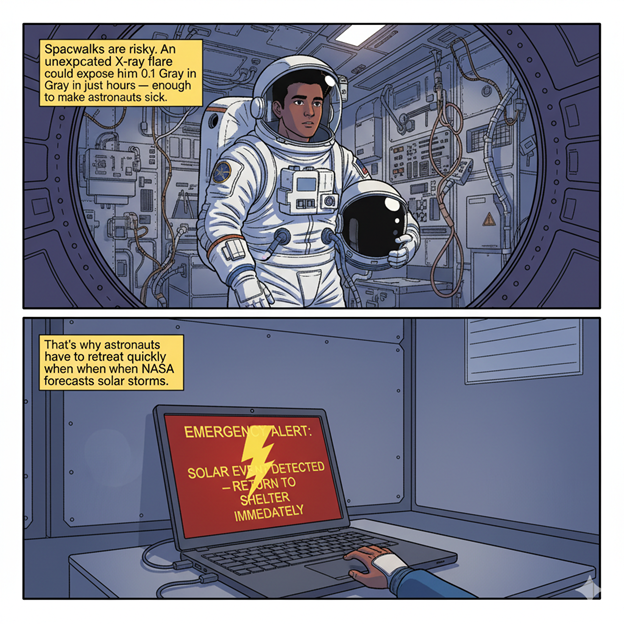 Spacwalks are risky. An
unexpcated X-ray flare
could expose him 0.1 Gray in
Gray in just hours — enough
to make astronauts sick.
That's why astronauts
have to retreat quickly
when when when NASA
forecasts solar storms.
EMERGENCY ALERT:
SOLAR EVENT DETECTED
– RETURN TO
SHELTER
IMMEDATELY